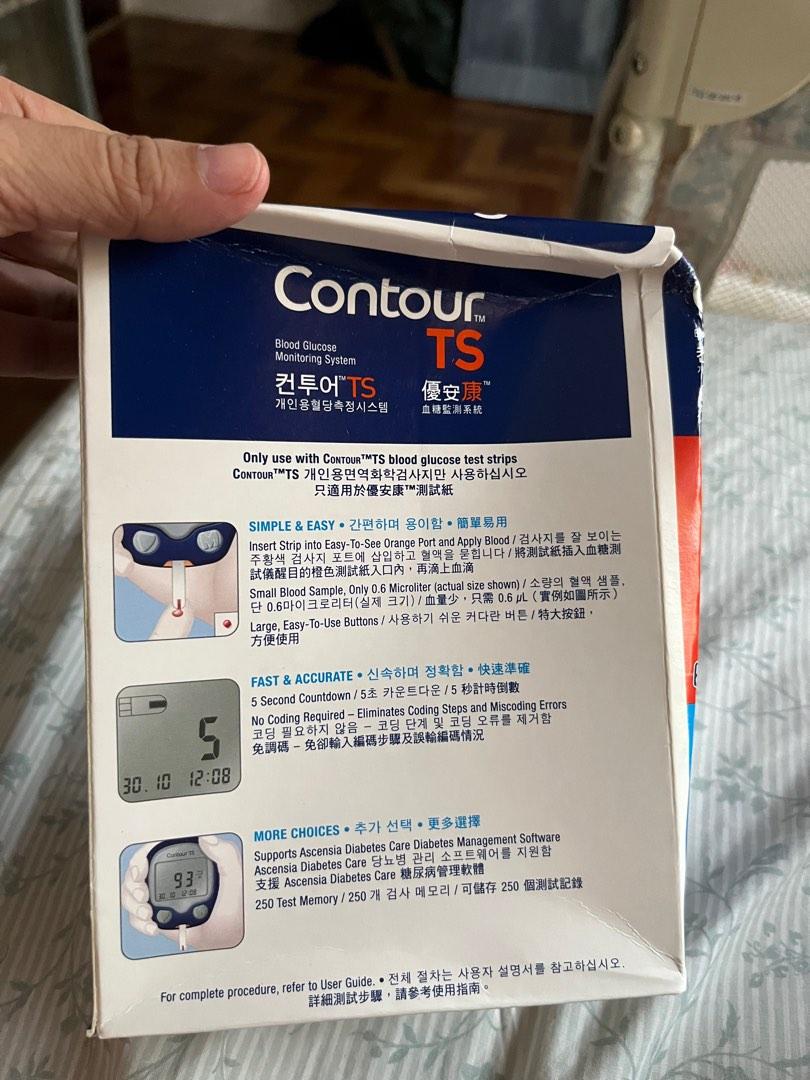 Contour™
TS
Blood Glucose
Monitoring System
컨투어™TS
개인용혈당측정시스템
優安康™
血糖監測系統
Only use with CONTOUR™TS blood glucose test strips
CONTOUR™TS 개인용면역화학검사지만 사용하십시오
只適用於優安康™測試紙
SIMPLE & EASY • 간편하며 용이함 • 簡單易用
Insert Strip into Easy-To-See Orange Port and Apply Blood / 검사지를 잘 보이는
주황색 검사지 포트에 삽입하고 혈액을 묻힙니다 / 將測試紙插入血糖測
試儀醒目的橙色測試紙入口內，再滴上血滴
Small Blood Sample, Only 0.6 Microliter (actual size shown) / 소량의 혈액 샘플,
단 0.6마이크로리터(실제 크기) / 血量少，只需 0.6 µL（實例如圖所示）
Large, Easy-To-Use Buttons / 사용하기 쉬운 커다란 버튼 / 特大按鈕，
方便使用
FAST & ACCURATE • 신속하며 정확함 • 快速準確
5 Second Countdown / 5초 카운트다운 / 5 秒計時倒數
No Coding Required – Eliminates Coding Steps and Miscoding Errors
코딩 필요하지 않음 – 코딩 단계 및 코딩 오류를 제거함
免調碼 – 免卻輸入編碼步驟及誤輸編碼情況
5
30.10 12:08
MORE CHOICES • 추가 선택 • 更多選擇
Supports Ascensia Diabetes Care Diabetes Management Software
Ascensia Diabetes Care 당뇨병 관리 소프트웨어를 지원함
支援 Ascensia Diabetes Care 糖尿病管理軟體
250 Test Memory / 250 개 검사 메모리 / 可儲存 250 個測試記錄
Contour TS
93
30.10 12:08
For complete procedure, refer to User Guide. • 전체 절차는 사용자 설명서를 참고하십시오.
詳細測試步驟，請參考使用指南。